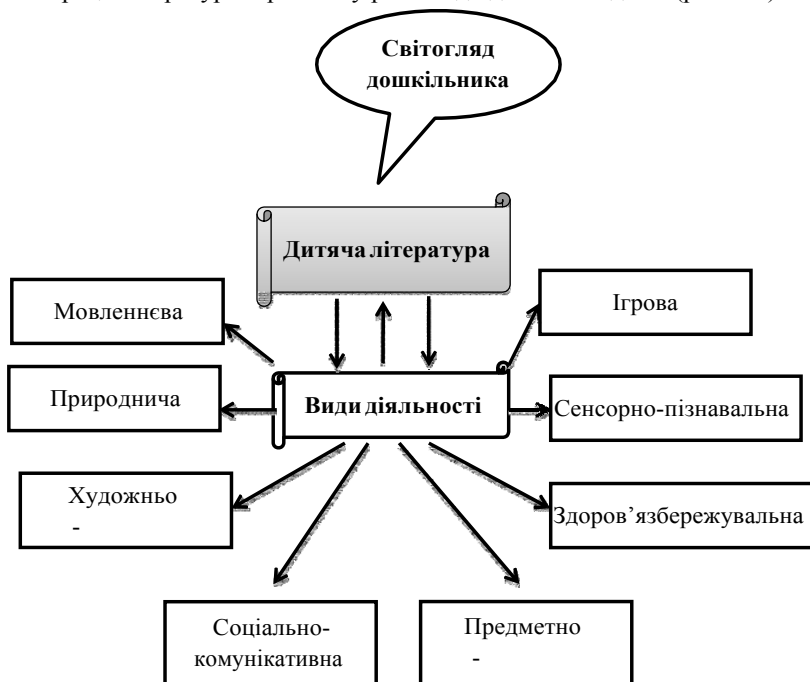 Світогляд
дошкільника
Дитяча література
Мовленнєва
Ігрова
Природнича
Види діяльності
Сенсорно-пізнавальна
Художньо
-
Здоров’язбережувальна
Соціально-
комунікативна
Предметно
-